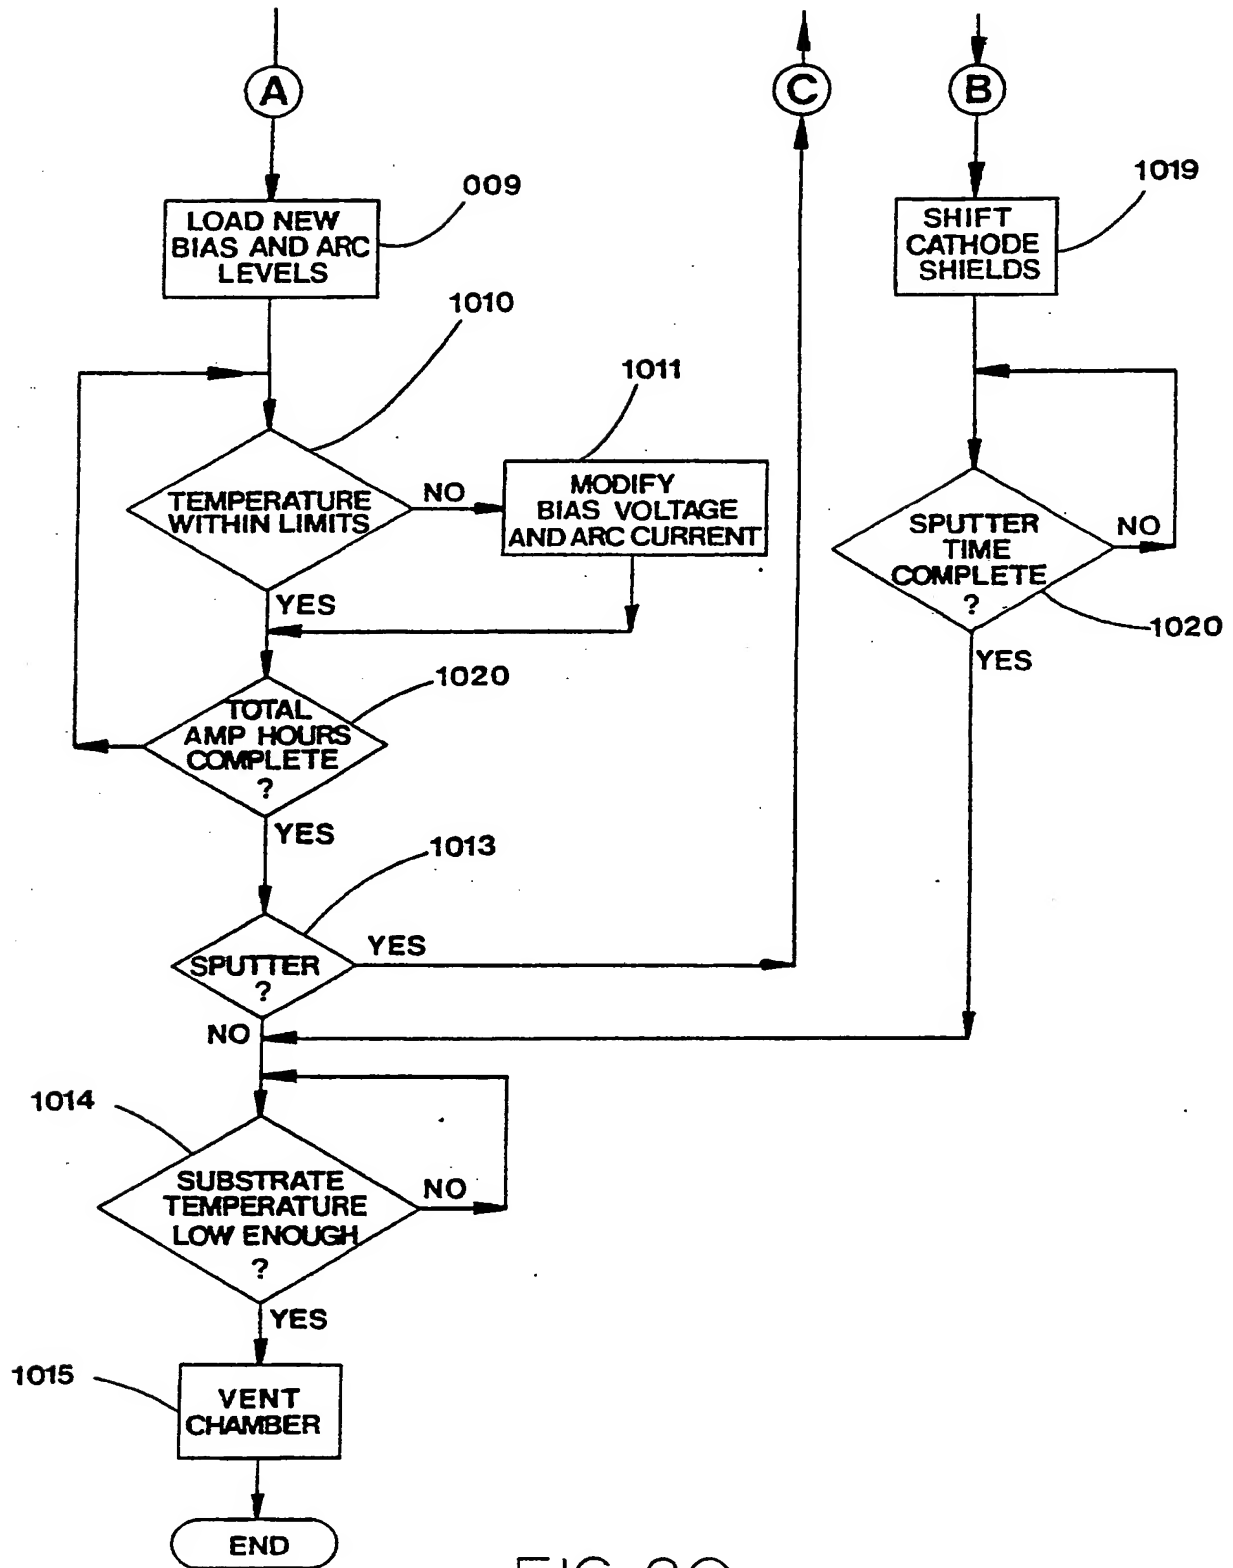 A
C
B
009
LOAD NEW
BIAS AND ARC
LEVELS
1019
SHIFT
CATHODE
SHIELDS
1010
1011
TEMPERATURE
WITHIN LIMITS
NO
MODIFY
BIAS VOLTAGE
AND ARC CURRENT
SPUTTER
TIME
COMPLETE
?
NO
1020
YES
YES
1020
TOTAL
AMP HOURS
COMPLETE
?
YES
1013
SPUTTER
?
YES
NO
1014
SUBSTRATE
TEMPERATURE
LOW ENOUGH
?
NO
YES
1015
VENT
CHAMBER
END